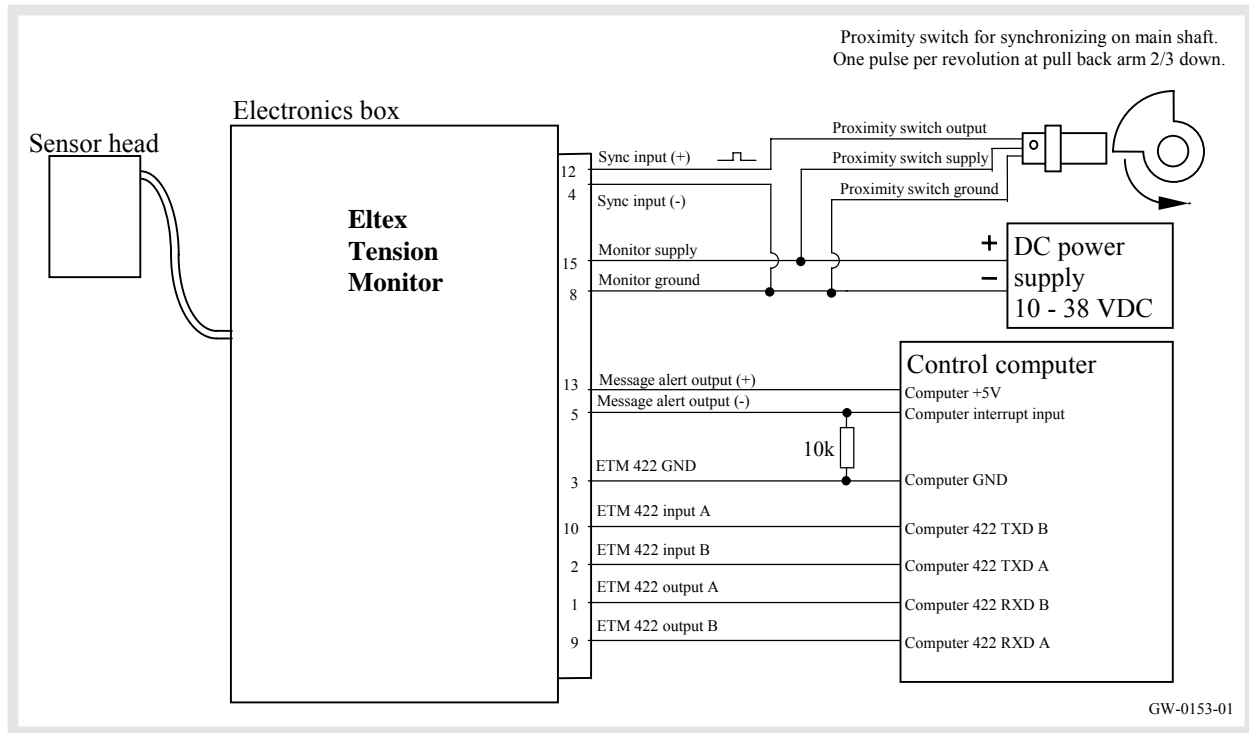 Proximity switch for synchronizing on main shaft.
One pulse per revolution at pull back arm 2/3 down.
Electronics box
Sensor head
Eltex
Tension
Monitor
12
Sync input (+)
4
Sync input (-)
15
Monitor supply
8
Monitor ground
Proximity switch output
Proximity switch supply
Proximity switch ground
+
−
DC power
supply
10 - 38 VDC
Control computer
13
Message alert output (+)
Computer +5V
5
Message alert output (-)
Computer interrupt input
10k
3
ETM 422 GND
Computer GND
10
ETM 422 input A
Computer 422 TXD B
2
ETM 422 input B
Computer 422 TXD A
1
ETM 422 output A
Computer 422 RXD B
9
ETM 422 output B
Computer 422 RXD A
GW-0153-01